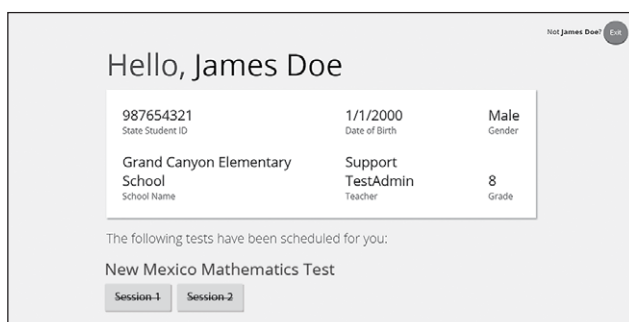 Not James Doe? Exit
Hello, James Doe
987654321 1/1/2000 Male
State Student ID Date of Birth Gender
Grand Canyon Elementary Support
School TestAdmin 8
School Name Teacher Grade
The following tests have been scheduled for you:
New Mexico Mathematics Test
Session 1 Session 2